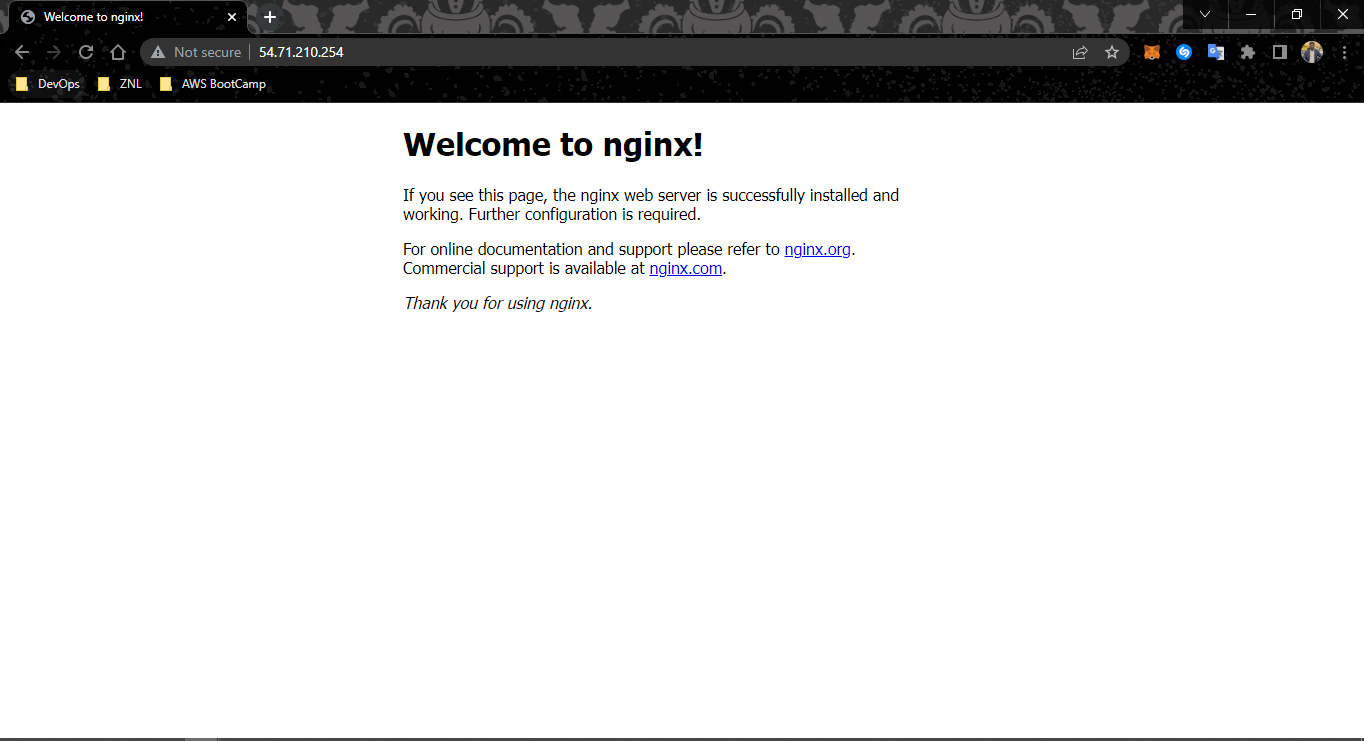 Welcome to nginx!
Not secure 54.71.210.254
DevOps ZNL AWS BootCamp
Welcome to nginx!
If you see this page, the nginx web server is successfully installed and
working. Further configuration is required.
For online documentation and support please refer to nginx.org.
Commercial support is available at nginx.com.
Thank you for using nginx.